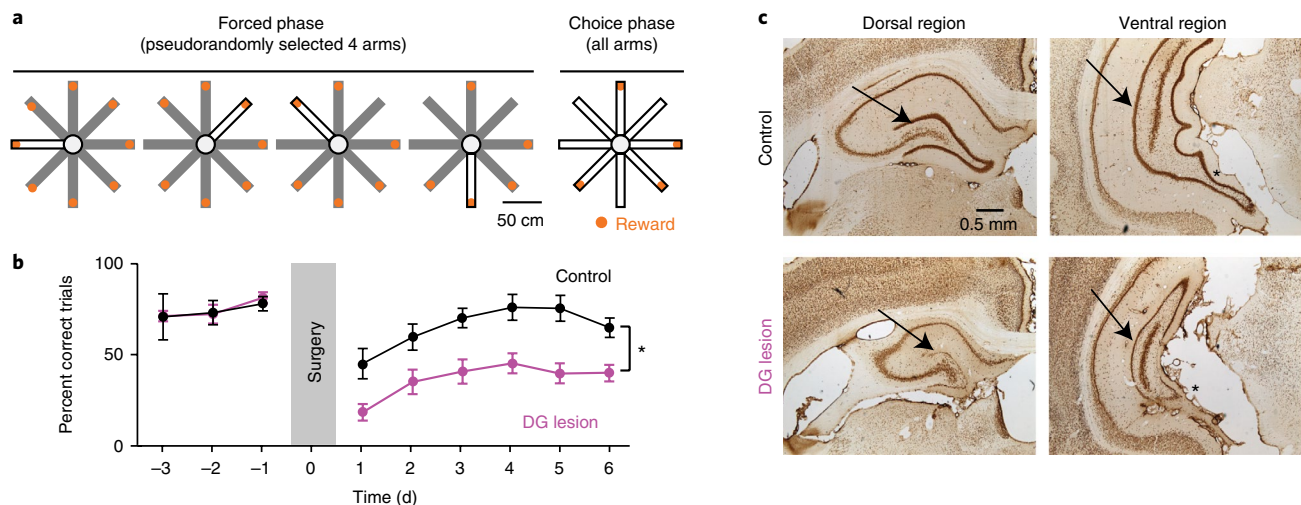 a
Forced phase
(pseudorandomly selected 4 arms)
Choice phase
(all arms)
50 cm
Reward
b
Percent correct trials
100
50
0
Surgery
Control
*
DG lesion
–3
–2
–1
0
1
2
3
4
5
6
Time (d)
c
Dorsal region
Ventral region
Control
0.5 mm
*
DG lesion
*